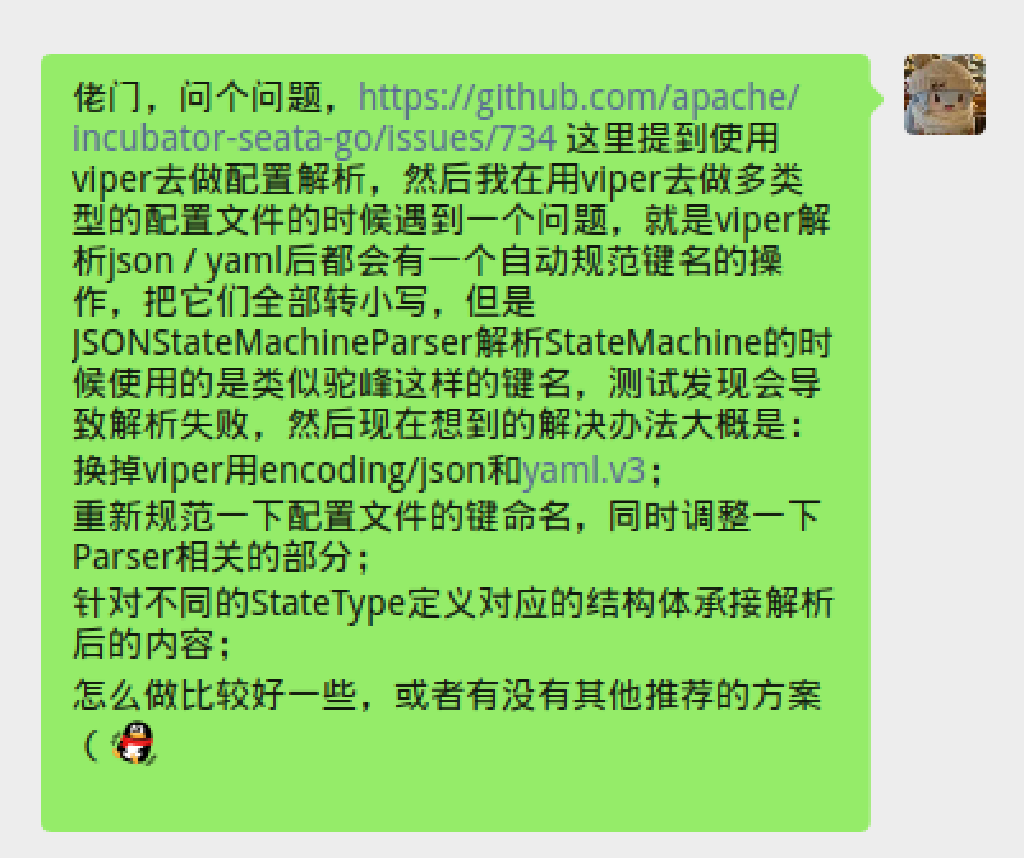 佬门，问个问题，https://github.com/apache/
incubator-seata-go/issues/734 这里提到使用
viper去做配置解析，然后我在用viper去做多类
型的配置文件的时候遇到一个问题，就是viper解
析json / yaml后都会有一个自动规范键名的操
作，把它们全部转小写，但是
JSONStateMachineParser解析StateMachine的时
候使用的是类似驼峰这样的键名，测试发现会导
致解析失败，然后现在想到的解决办法大概是：
换掉viper用encoding/json和yaml.v3；
重新规范一下配置文件的键命名，同时调整一下
Parser相关的部分；
针对不同的StateType定义对应的结构体承接解析
后的内容；
怎么做比较好一些，或者有没有其他推荐的方案
（